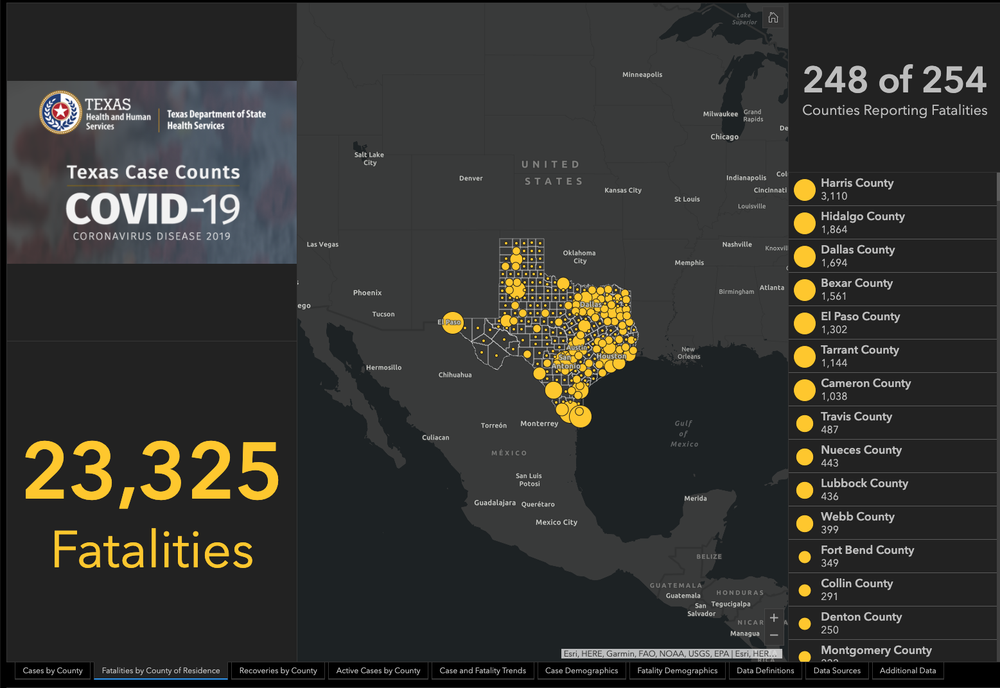 TEXAS
Health and Human
Services
Texas Department of State
Health Services
Texas Case Counts
COVID-19
CORONAVIRUS DISEASE 2019
23,325
Fatalities
Lake
Superior
Minneapolis
Milwaukee
Grand
Rapids
De
Chicago
Salt Lake
City
UNITED
STATES
Denver
Indianapolis
Col
Kansas City
Cincinnati
St Louis
Louisville
Las Vegas
Nashville
Knoxvil
Oklahoma
City
Memphis
Phoenix
Birmingham
Atlanta
ego
Tucson
Dallas
El Paso
Austin
Houston
San
Antonio
New
Orleans
Hermosillo
Chihuahua
Torreón
Monterrey
Gulf
of
Mexico
Culiacan
MÉXICO
San Luis
Potosi
Guadalajara
Querétaro
Merida
Mexico City
BELIZE
GUATEMALA
Guatemala
HONDURAS
San
Salvador
Tegucigalpa
NICAR
A
Managua
RICA
+
−
Esri, HERE, Garmin, FAO, NOAA, USGS, EPA | Esri, HER...
248 of 254
Counties Reporting Fatalities
Harris County
3,110
Hidalgo County
1,864
Dallas County
1,694
Bexar County
1,561
El Paso County
1,302
Tarrant County
1,144
Cameron County
1,038
Travis County
487
Nueces County
443
Lubbock County
436
Webb County
399
Fort Bend County
349
Collin County
291
Denton County
250
Montgomery County
Cases by County
Fatalities by County of Residence
Recoveries by County
Active Cases by County
Case and Fatality Trends
Case Demographics
Fatality Demographics
Data Definitions
Data Sources
Additional Data